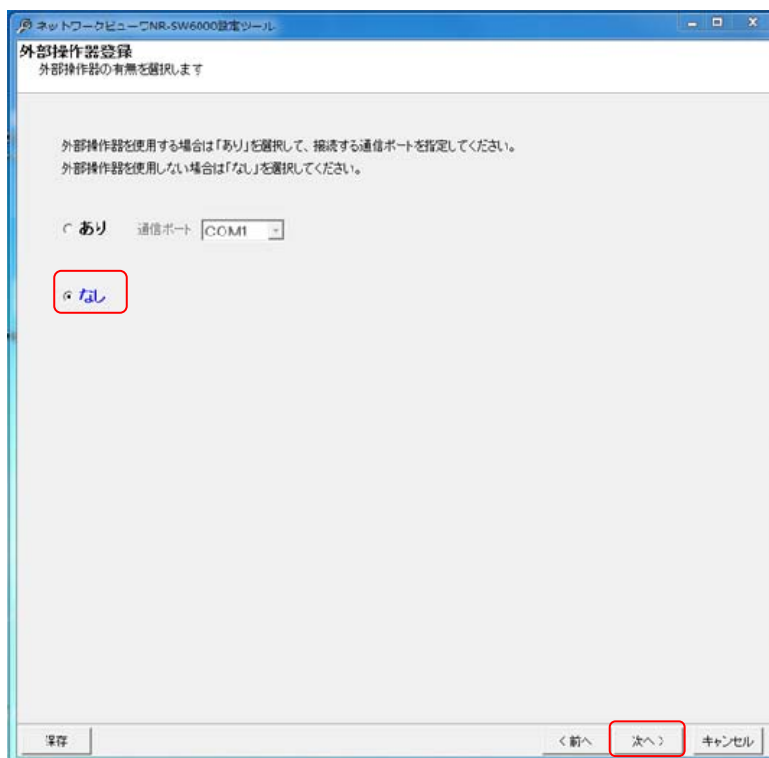 ネットワークビューワNR-SW6000設定ツール
外部操作器登録
外部操作器の有無を選択します
外部操作器を使用する場合は「あり」を選択して、接続する通信ポートを指定してください。
外部操作器を使用しない場合は「なし」を選択してください。
あり 通信ポート COM1
なし
保存 < 前へ 次へ > キャンセル